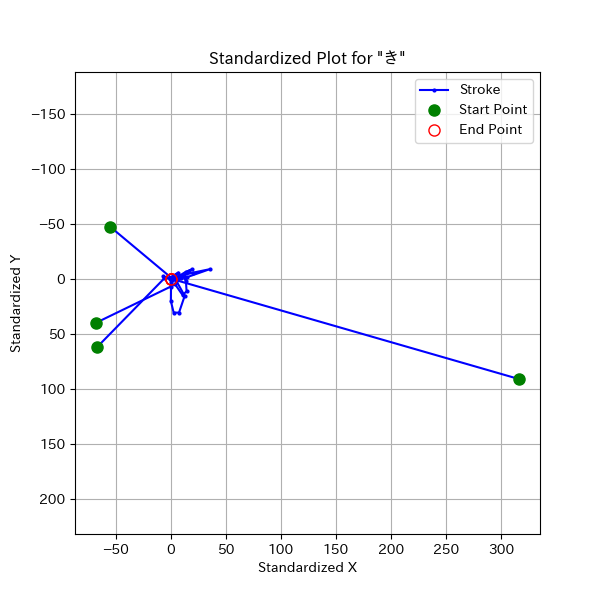 Standardized Plot for "き"
Stroke
Start Point
End Point
−150
−100
−50
0
50
100
150
200
Standardized Y
−50 0 50 100 150 200 250 300
Standardized X